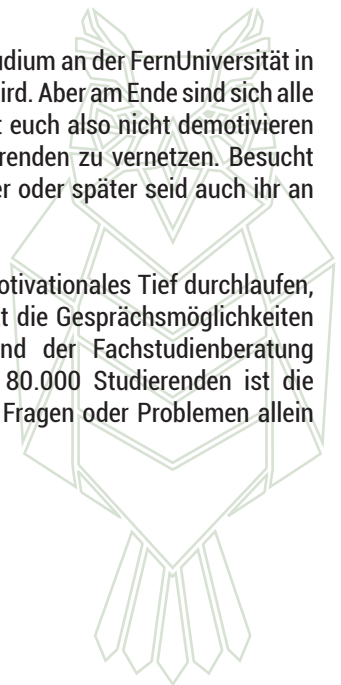 udium an der FernUniversität in
ird. Aber am Ende sind sich alle
t euch also nicht demotivieren
renden zu vernetzen. Besucht
er oder später seid auch ihr an
otivationales Tief durchlaufen,
t die Gesprächsmöglichkeiten
nd der Fachstudienberatung
80.000 Studierenden ist die
Fragen oder Problemen allein